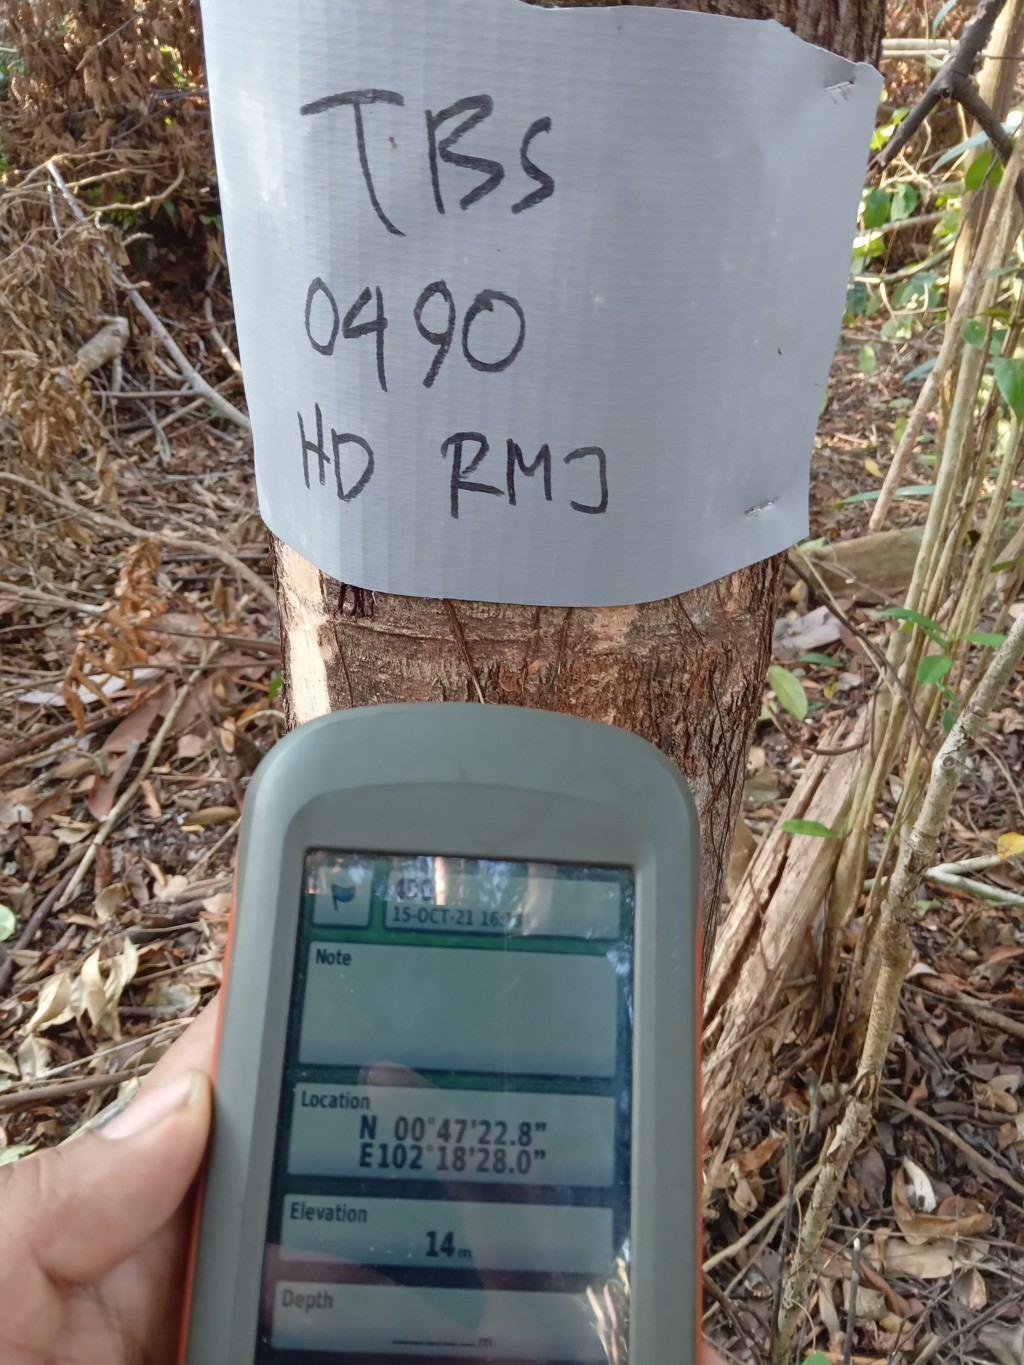 TBS
0490
HD RMJ
15-OCT-21
Note
Location
N 00°47'22.8"
E102°18'28.0"
Elevation
14 m
Depth